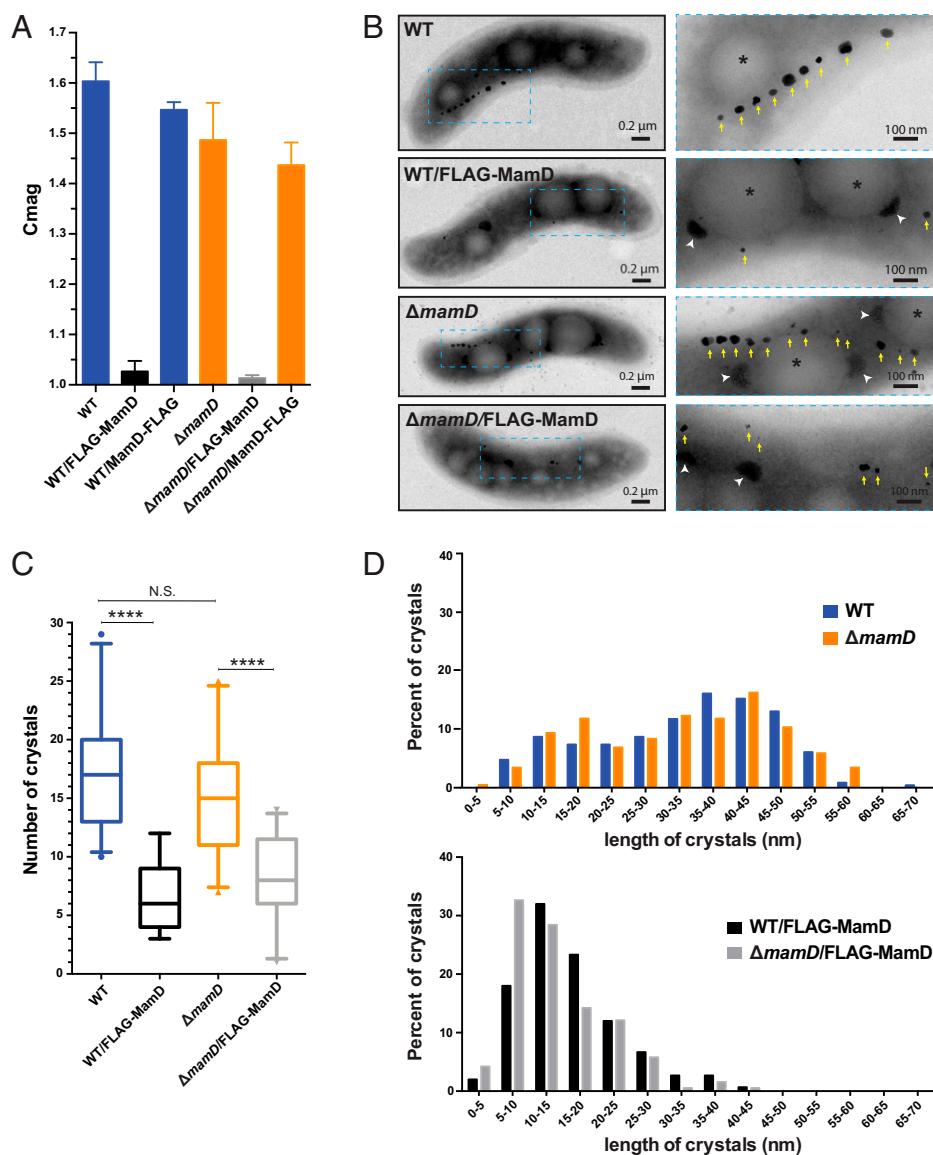 A
Cmag
1.7
1.6
1.5
1.4
1.3
1.2
1.1
1.0
WT
WT/FLAG-MamD
WT/MamD-FLAG
ΔmamD
ΔmamD/FLAG-MamD
ΔmamD/MamD-FLAG
B
WT
0.2 µm
*
100 nm
WT/FLAG-MamD
0.2 µm
* *
100 nm
ΔmamD
0.2 µm
* *
100 nm
ΔmamD/FLAG-MamD
0.2 µm
100 nm
C
Number of crystals
35
30
25
20
15
10
5
0
N.S.
****
****
WT
WT/FLAG-MamD
ΔmamD
ΔmamD/FLAG-MamD
D
Percent of crystals
40
30
20
10
0
WT
ΔmamD
0-5 5-10 10-15 15-20 20-25 25-30 30-35 35-40 40-45 45-50 50-55 55-60 60-65 65-70
length of crystals (nm)
Percent of crystals
40
30
20
10
0
WT/FLAG-MamD
ΔmamD/FLAG-MamD
0-5 5-10 10-15 15-20 20-25 25-30 30-35 35-40 40-45 45-50 50-55 55-60 60-65 65-70
length of crystals (nm)